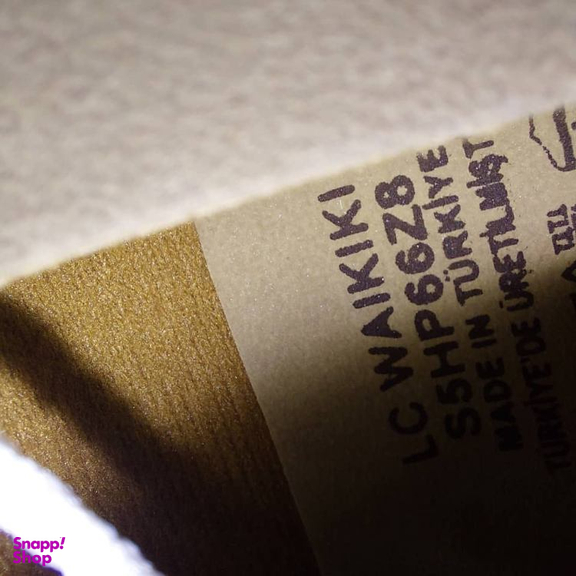 LC WAIKIKI
S5HP66Z8
MADE IN TÜRKİYE
TÜRKİYE'DE ÜRETİLMİŞT
Snapp!
Shop